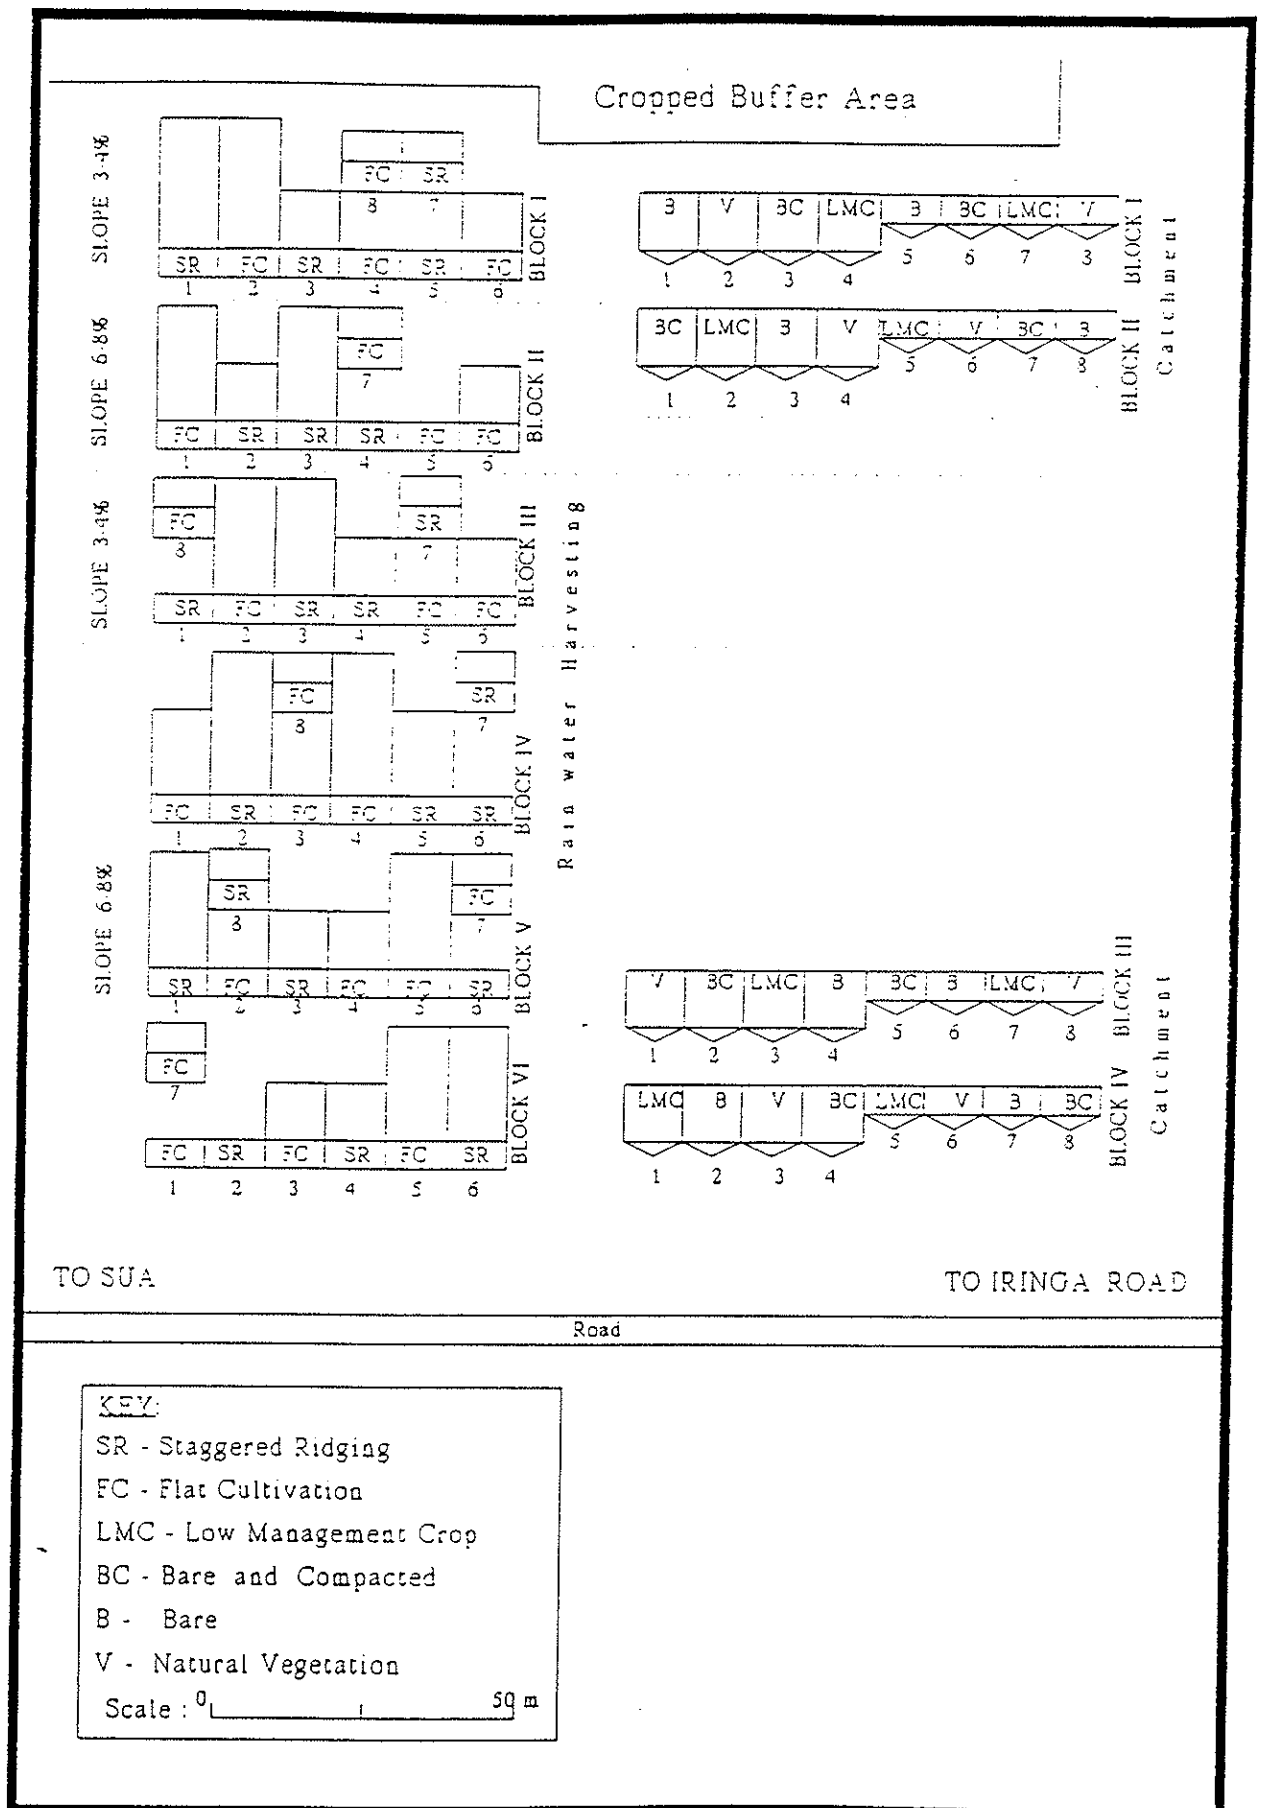 Cropped Buffer Area
SLOPE 3-4%
FC SR
8 7
SR FC SR FC SR FC
1 2 3 4 5 6
BLOCK I
B V BC LMC B BC LMC V
5 6 7 8
1 2 3 4
BLOCK I
SLOPE 6-8%
FC
7
FC SR SR SR FC FC
1 2 3 4 5 6
BLOCK II
BC LMC B V LMC V BC B
5 6 7 8
1 2 3 4
BLOCK II
Catchment
SLOPE 3-4%
FC SR
8 7
SR FC SR SR FC FC
1 2 3 4 5 6
BLOCK III
Rain water Harvesting
FC SR
8 7
FC SR FC FC SR SR
1 2 3 4 5 6
BLOCK IV
SLOPE 6-8%
SR FC
8 7
SR FC SR FC FC SR
1 2 3 4 5 6
BLOCK V
V BC LMC B BC B LMC V
5 6 7 8
1 2 3 4
BLOCK III
FC
7
FC SR FC SR FC SR
1 2 3 4 5 6
BLOCK VI
LMC B V BC LMC V B BC
5 6 7 8
1 2 3 4
BLOCK IV
Catchment
TO SUA
TO IRINGA ROAD
Road
KEY:
SR - Staggered Ridging
FC - Flat Cultivation
LMC - Low Management Crop
BC - Bare and Compacted
B - Bare
V - Natural Vegetation
Scale : 0 50 m